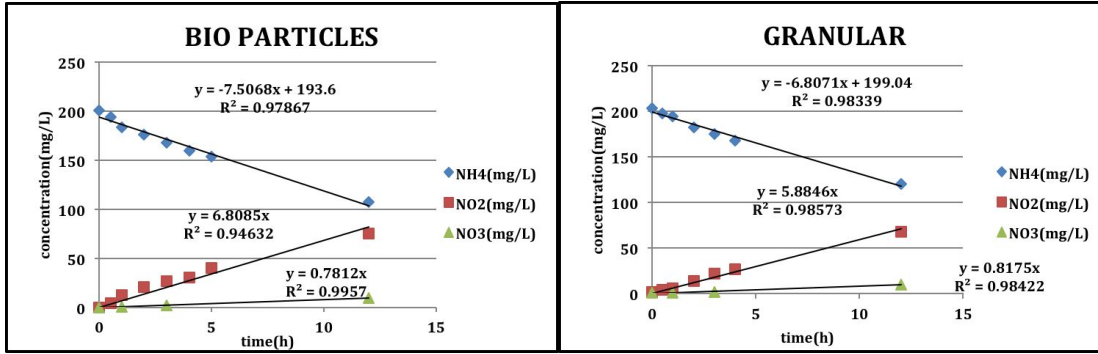 BIO PARTICLES
250
200
150
100
50
0
0
5
10
15
concentration(mg/L)
time(h)
y = -7.5068x + 193.6
R² = 0.97867
y = 6.8085x
R² = 0.94632
y = 0.7812x
R² = 0.9957
NH4(mg/L)
NO2(mg/L)
NO3(mg/L)
GRANULAR
250
200
150
100
50
0
0
5
10
15
concentration(mg/L)
time(h)
y = -6.8071x + 199.04
R² = 0.98339
y = 5.8846x
R² = 0.98573
y = 0.8175x
R² = 0.98422
NH4(mg/L)
NO2(mg/L)
NO3(mg/L)